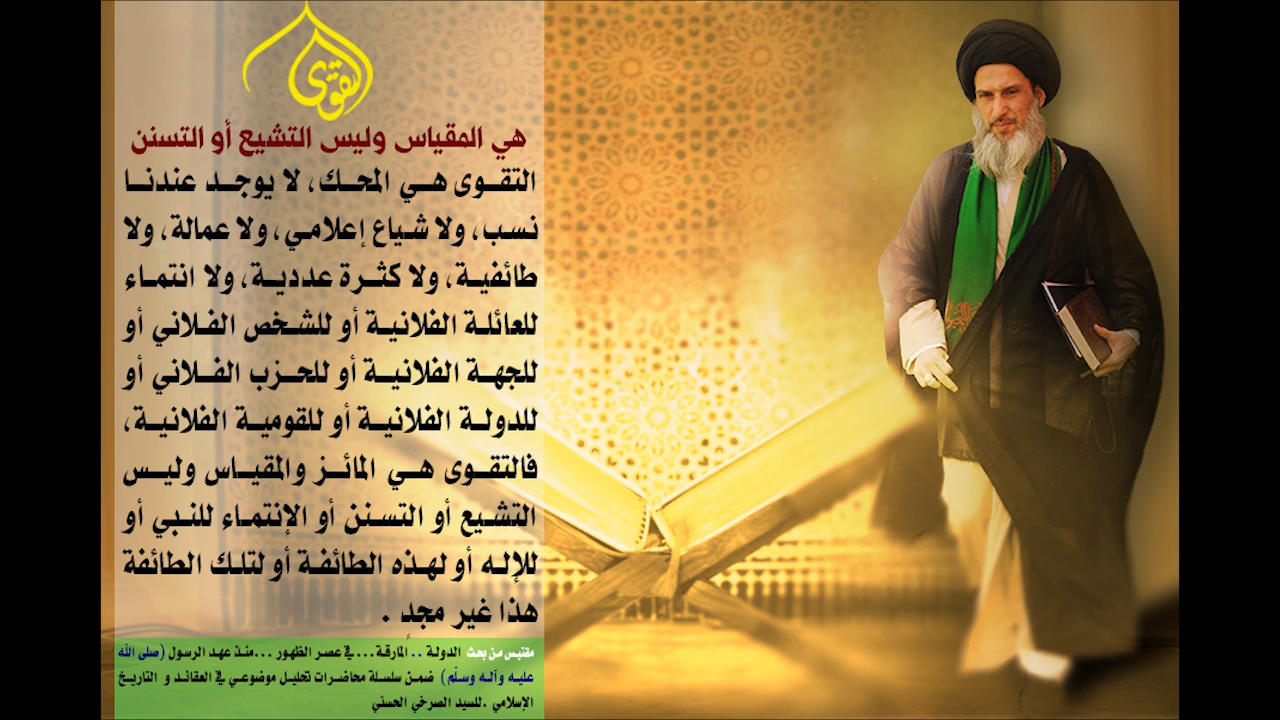 التقوى
هي المقياس وليس التشيع أو التسنن
التقوى هي المحك، لا يوجد عندنا
نسب، ولا شياع إعلامي، ولا عمالة، ولا
طائفية، ولا كثرة عددية، ولا انتماء
للعائلة الفلانية أو للشخص الفلاني أو
للجهة الفلانية أو للحزب الفلاني أو
للدولة الفلانية أو للقومية الفلانية،
فالتقوى هي المائز والمقياس وليس
التشيع أو التسنن أو الإنتماء للنبي أو
للإله أو لهذه الطائفة أو لتلك الطائفة
هذا غير مجدٍ .
مقتبس من بحث الدولة .. المارقة... في عصر الظهور ...منذ عهد الرسول (صلى الله
عليه وآله وسلّم) ضمن سلسلة محاضرات تحليل موضوعي في العقائد و التاريخ
الإسلامي .للسيد الصرخي الحسني